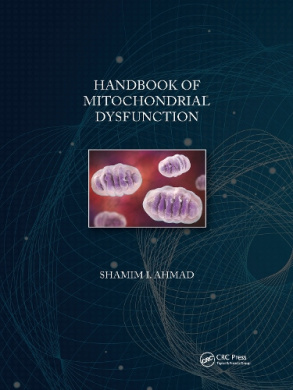 HANDBOOK OF
MITOCHONDRIAL
DYSFUNCTION
SHAMIM I. AHMAD
CRC Press
Taylor & Francis Group